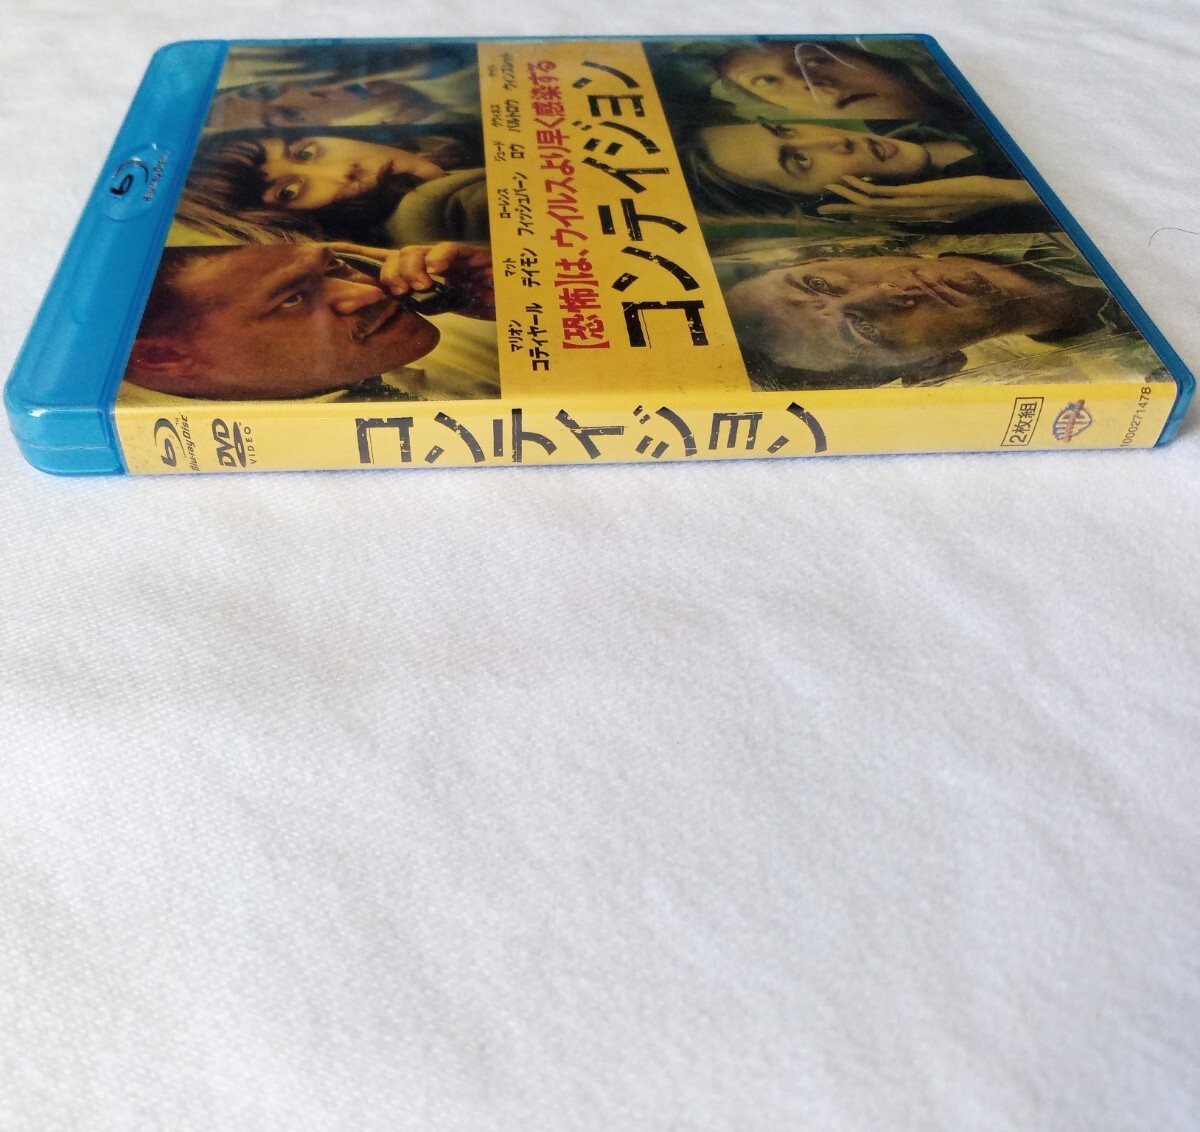 マリオン コティヤール
マット デイモン
ローレンス フィッシュバーン
ジュード ロウ
グウィネス パルトロウ
ケイト ウィンスレット
【恐怖】は、ウイルスより早く感染する
コンテイジョン
Blu-ray Disc
DVD
VIDEO
コンテイジョン
2枚組
1000271478